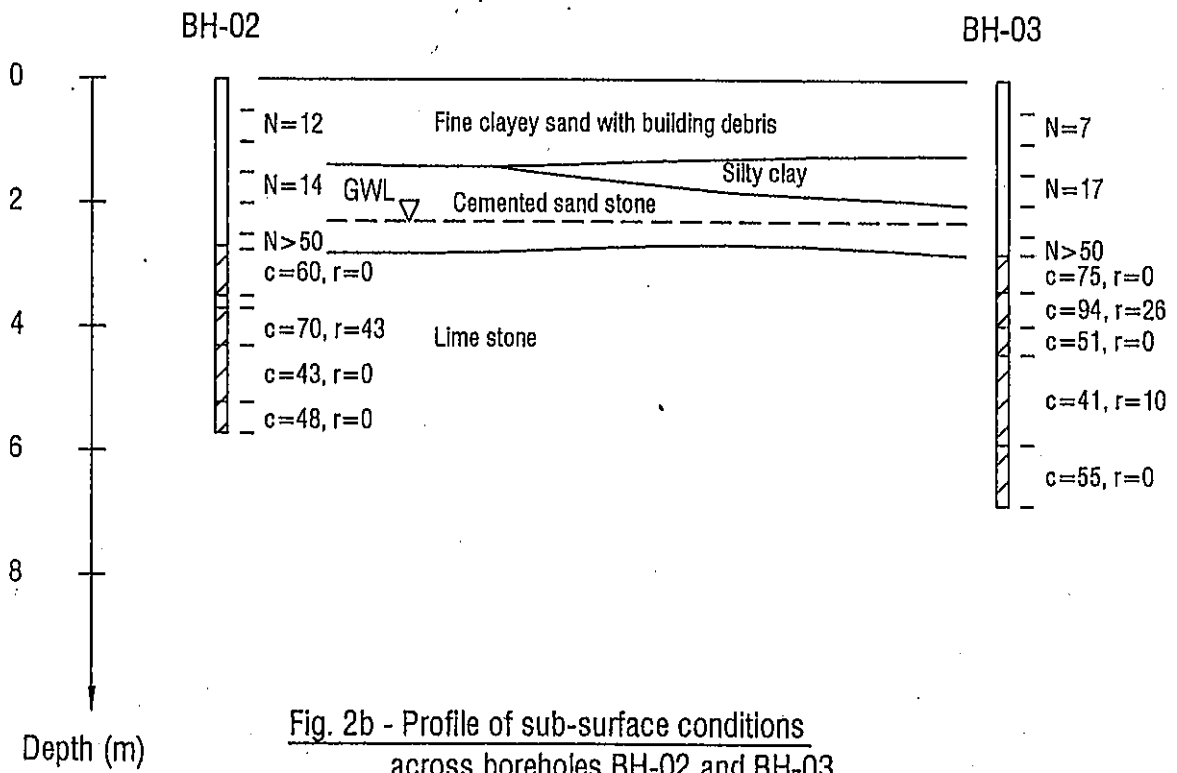 BH-02
BH-03
0
N=12
Fine clayey sand with building debris
N=7
Silty clay
2
N=14
GWL
Cemented sand stone
N=17
N>50
N>50
c=60, r=0
c=75, r=0
c=94, r=26
4
c=70, r=43
Lime stone
c=51, r=0
c=43, r=0
c=41, r=10
c=48, r=0
6
c=55, r=0
8
Fig. 2b - Profile of sub-surface conditions
Depth (m)
across boreholes BH-02 and BH-03